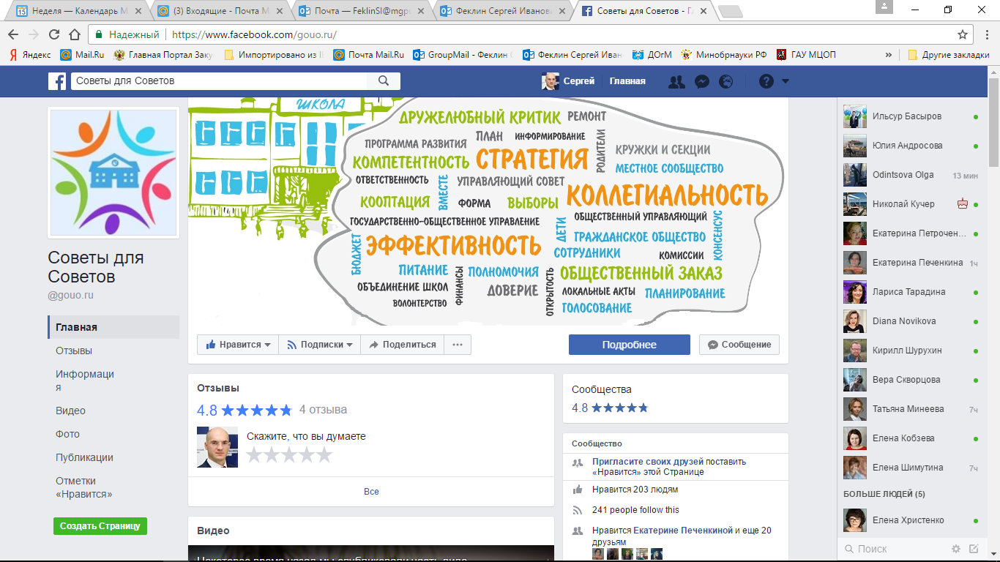 Неделя — Календарь M
(3) Входящие - Почта M
Почта — FeklinSI@mgpu
Феклин Сергей Иванови
Советы для Советов - Г
Надежный
https://www.facebook.com/gouo.ru/
Яндекс
Mail.Ru
Главная Портал Заку
Импортировано из IE
Почта Mail.Ru
GroupMail - Феклин С
Феклин Сергей Иван
ДОгМ
Минобрнауки РФ
ГАУ МЦОП
»
Другие закладки
Советы для Советов
Сергей
Главная
Советы для
Советов
@gouo.ru
Главная
Отзывы
Информаци
я
Видео
Фото
Публикации
Отметки
«Нравится»
Создать Страницу
ШКОЛА
ДРУЖЕЛЮБНЫЙ КРИТИК
РЕМОНТ
ПРОГРАММА РАЗВИТИЯ
ПЛАН
ИНФОРМИРОВАНИЕ
РОДИТЕЛИ
КРУЖКИ И СЕКЦИИ
КОМПЕТЕНТНОСТЬ
СТРАТЕГИЯ
МЕСТНОЕ СООБЩЕСТВО
ОТВЕТСТВЕННОСТЬ
ВМЕСТЕ
УПРАВЛЯЮЩИЙ СОВЕТ
КООПТАЦИЯ
ФОРМА
ВЫБОРЫ
КОЛЛЕГИАЛЬНОСТЬ
ГОСУДАРСТВЕННО-ОБЩЕСТВЕННОЕ УПРАВЛЕНИЕ
ДЕТИ
ОБЩЕСТВЕННЫЙ УПРАВЛЯЮЩИЙ
КОНСЕНСУС
БЮДЖЕТ
ЭФФЕКТИВНОСТЬ
ГРАЖДАНСКОЕ ОБЩЕСТВО
СОТРУДНИКИ
КОМИССИИ
ПИТАНИЕ
ФИНАНСЫ
ПОЛНОМОЧИЯ
ОТКРЫТОСТЬ
ОБЩЕСТВЕННЫЙ ЗАКАЗ
ОБЪЕДИНЕНИЕ ШКОЛ
ДОВЕРИЕ
ЛОКАЛЬНЫЕ АКТЫ
ПЛАНИРОВАНИЕ
ВОЛОНТЕРСТВО
ГОЛОСОВАНИЕ
Нравится
Подписки
Поделиться
···
Подробнее
Сообщение
Отзывы
4.8
4 отзыва
Скажите, что вы думаете
Все
Видео
Некоторое время назад мы опубликовали часть видео
Сообщества
4.8
Сообщество
Пригласите своих друзей поставить
«Нравится» этой Странице
Нравится 203 людям
241 people follow this
Нравится Екатерине Печенкиной и еще 20
друзьям
Ильсур Басыров
Юлия Андросова
Odintsova Olga 13 мин
Николай Кучер
Екатерина Петрочен...
Екатерина Печенкина 1ч
Лариса Тарадина
Diana Novikova
Кирилл Шурухин
Вера Скворцова
Татьяна Минеева 7ч
Елена Кобзева
Елена Шимутина 7ч
БОЛЬШЕ ЛЮДЕЙ (5)
Елена Христенко
Поиск